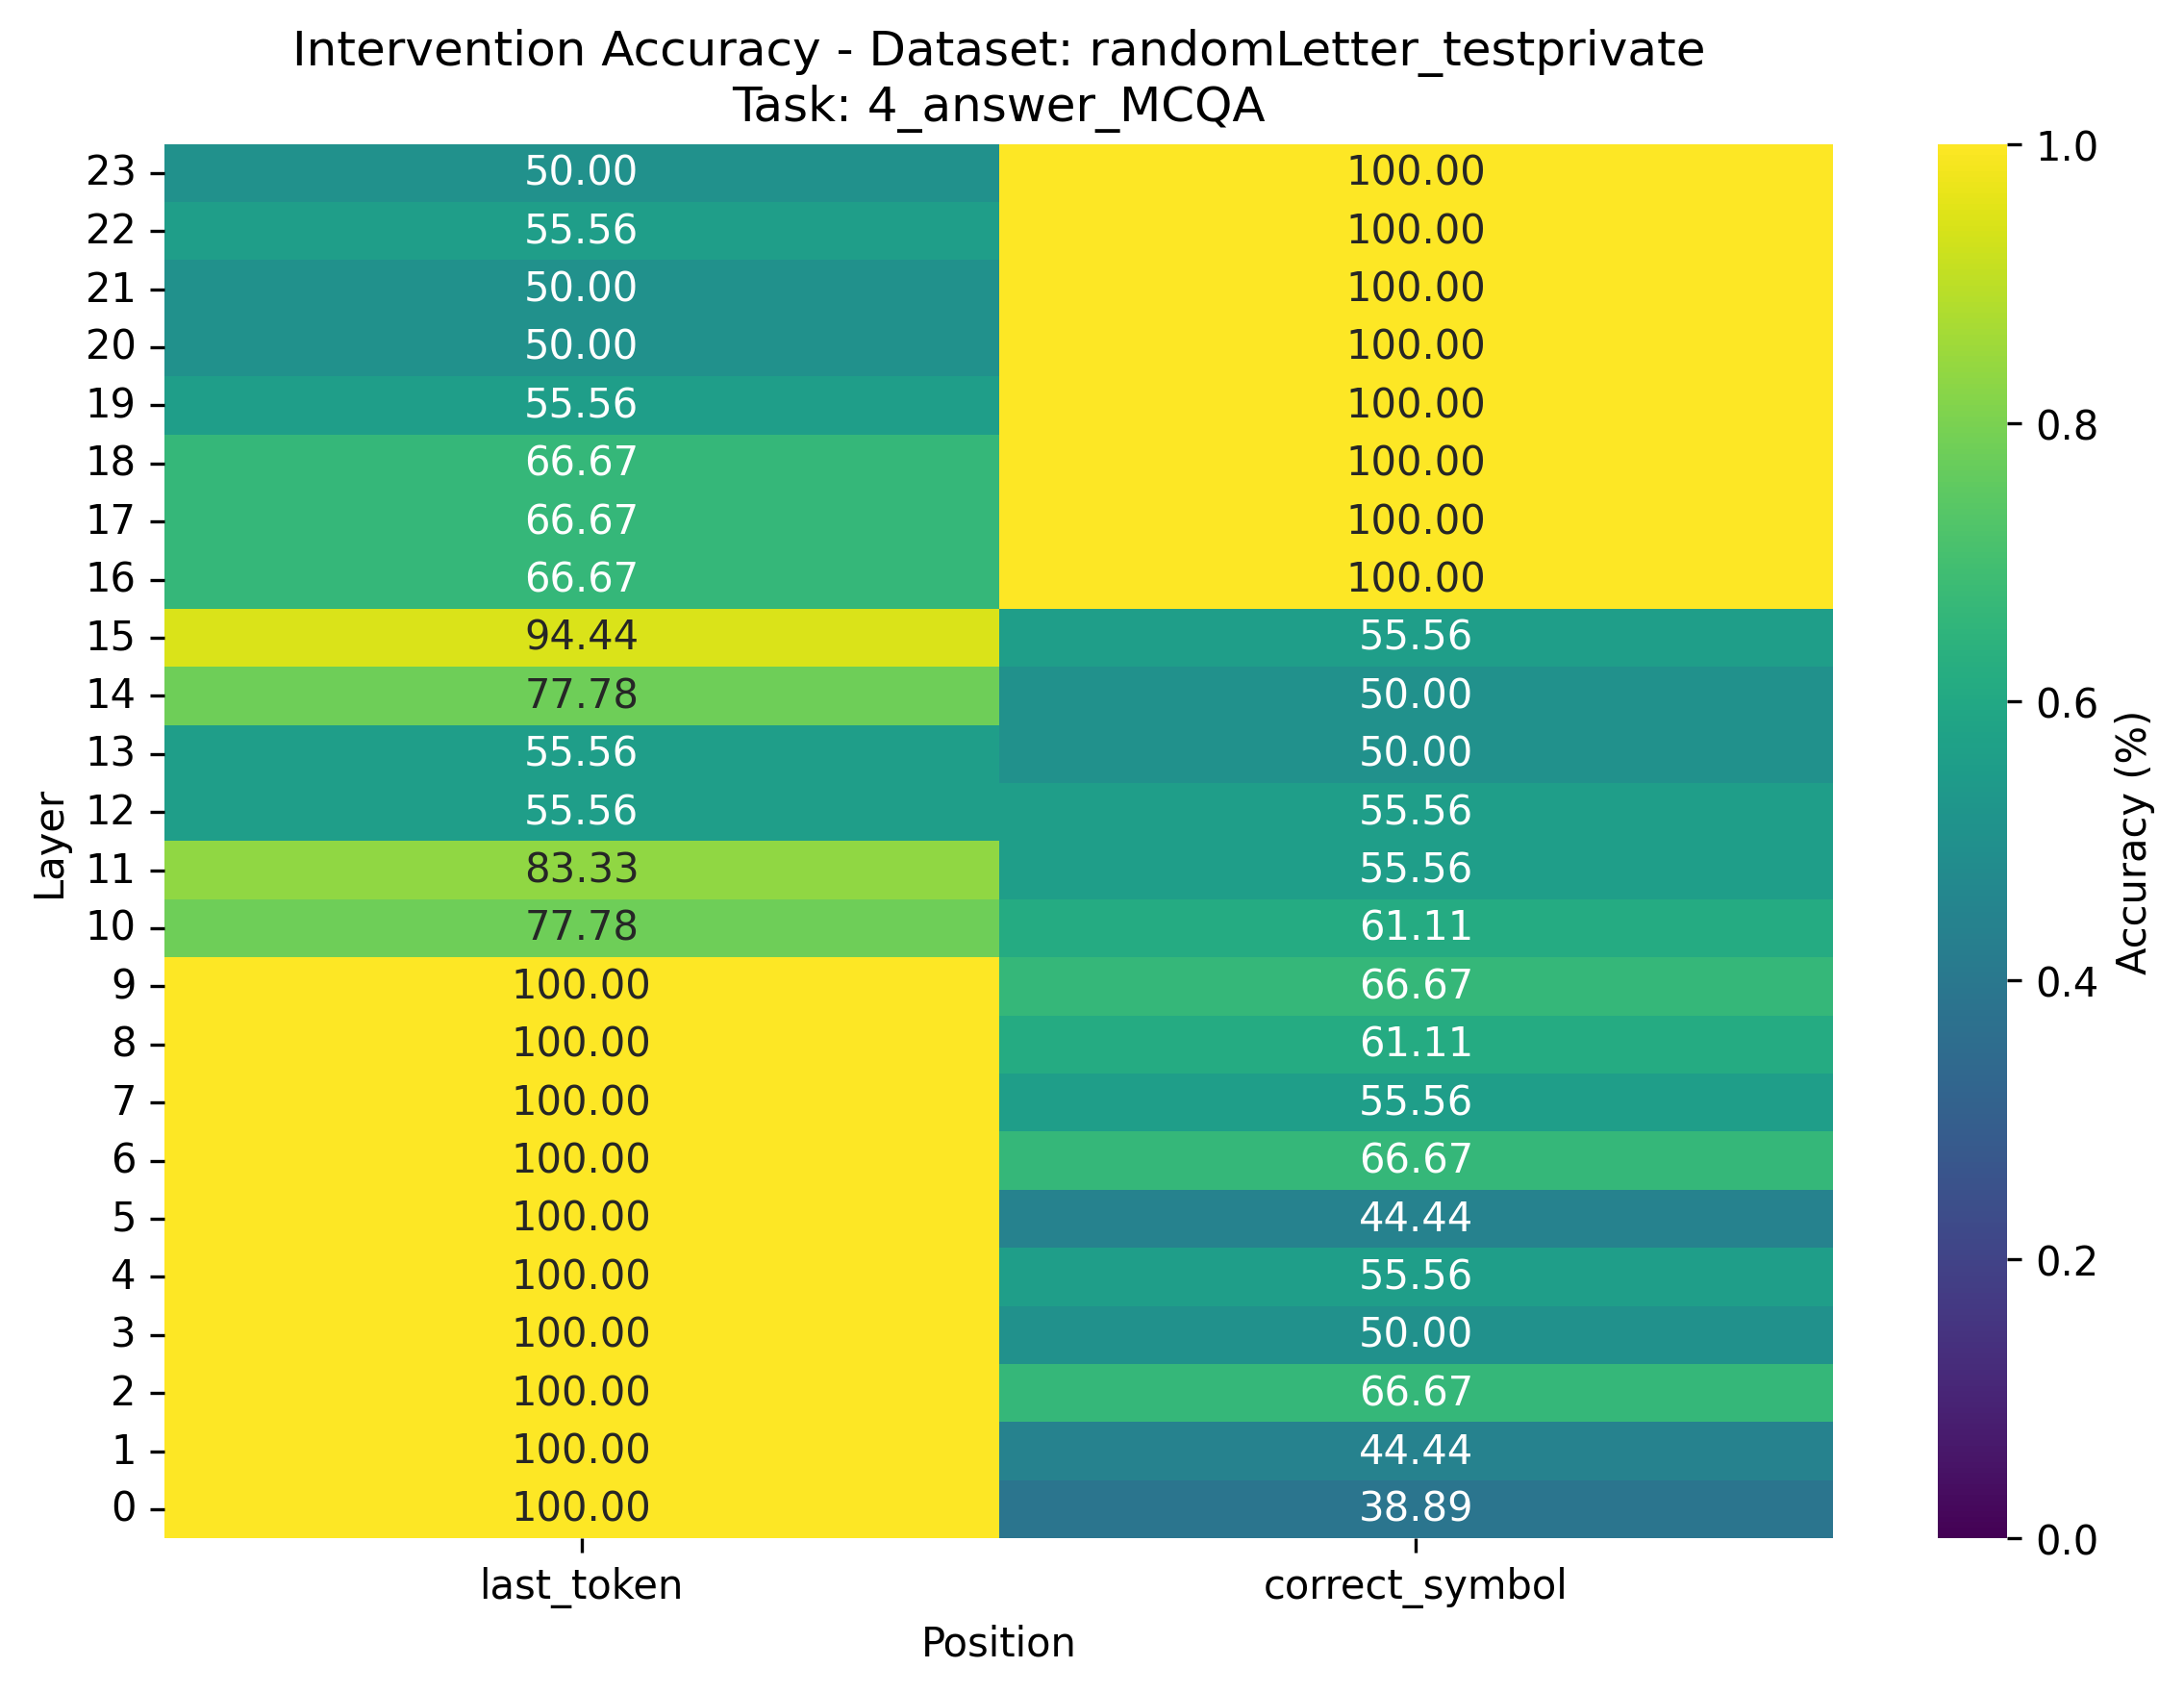 Intervention Accuracy - Dataset: randomLetter_testprivate
Task: 4_answer_MCQA
23 50.00 100.00
22 55.56 100.00
21 50.00 100.00
20 50.00 100.00
19 55.56 100.00
18 66.67 100.00
17 66.67 100.00
16 66.67 100.00
15 94.44 55.56
14 77.78 50.00
13 55.56 50.00
12 55.56 55.56
11 83.33 55.56
10 77.78 61.11
9 100.00 66.67
8 100.00 61.11
7 100.00 55.56
6 100.00 66.67
5 100.00 44.44
4 100.00 55.56
3 100.00 50.00
2 100.00 66.67
1 100.00 44.44
0 100.00 38.89
last_token correct_symbol
Position
Layer
1.0
0.8
0.6
0.4
0.2
0.0
Accuracy (%)